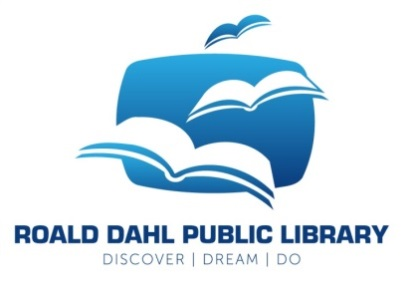 ROALD DAHL PUBLIC LIBRARY
DISCOVER | DREAM | DO